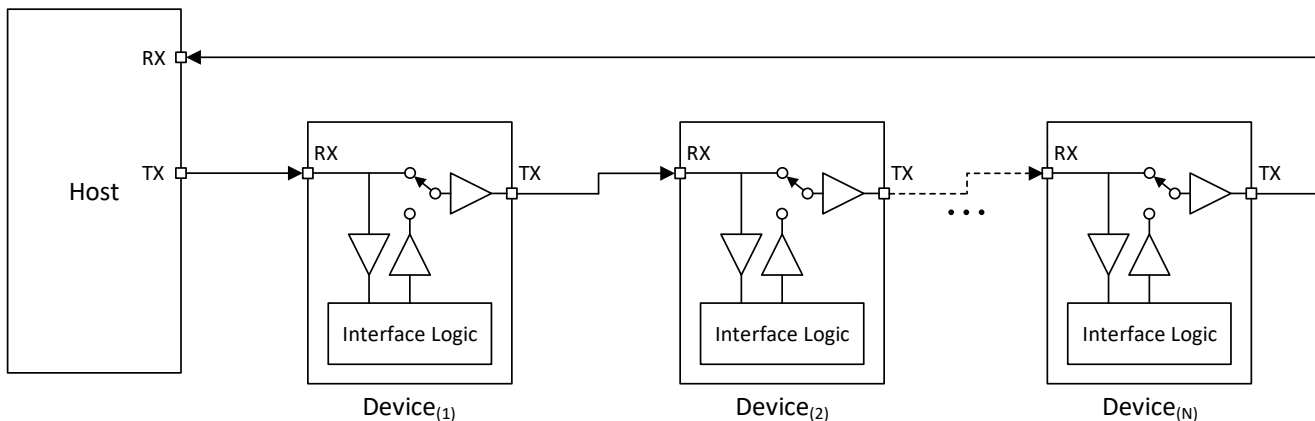 RX
TX
Host
RX
TX
Interface Logic
Device(1)
RX
TX
Interface Logic
Device(2)
...
RX
TX
Interface Logic
Device(N)